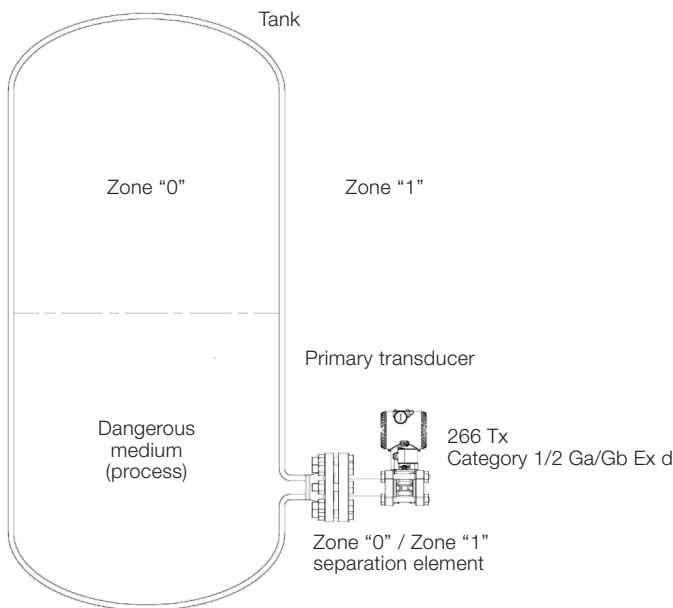 Tank
Zone “0”
Zone “1”
Primary transducer
Dangerous
medium
(process)
266 Tx
Category 1/2 Ga/Gb Ex d
Zone “0” / Zone “1”
separation element